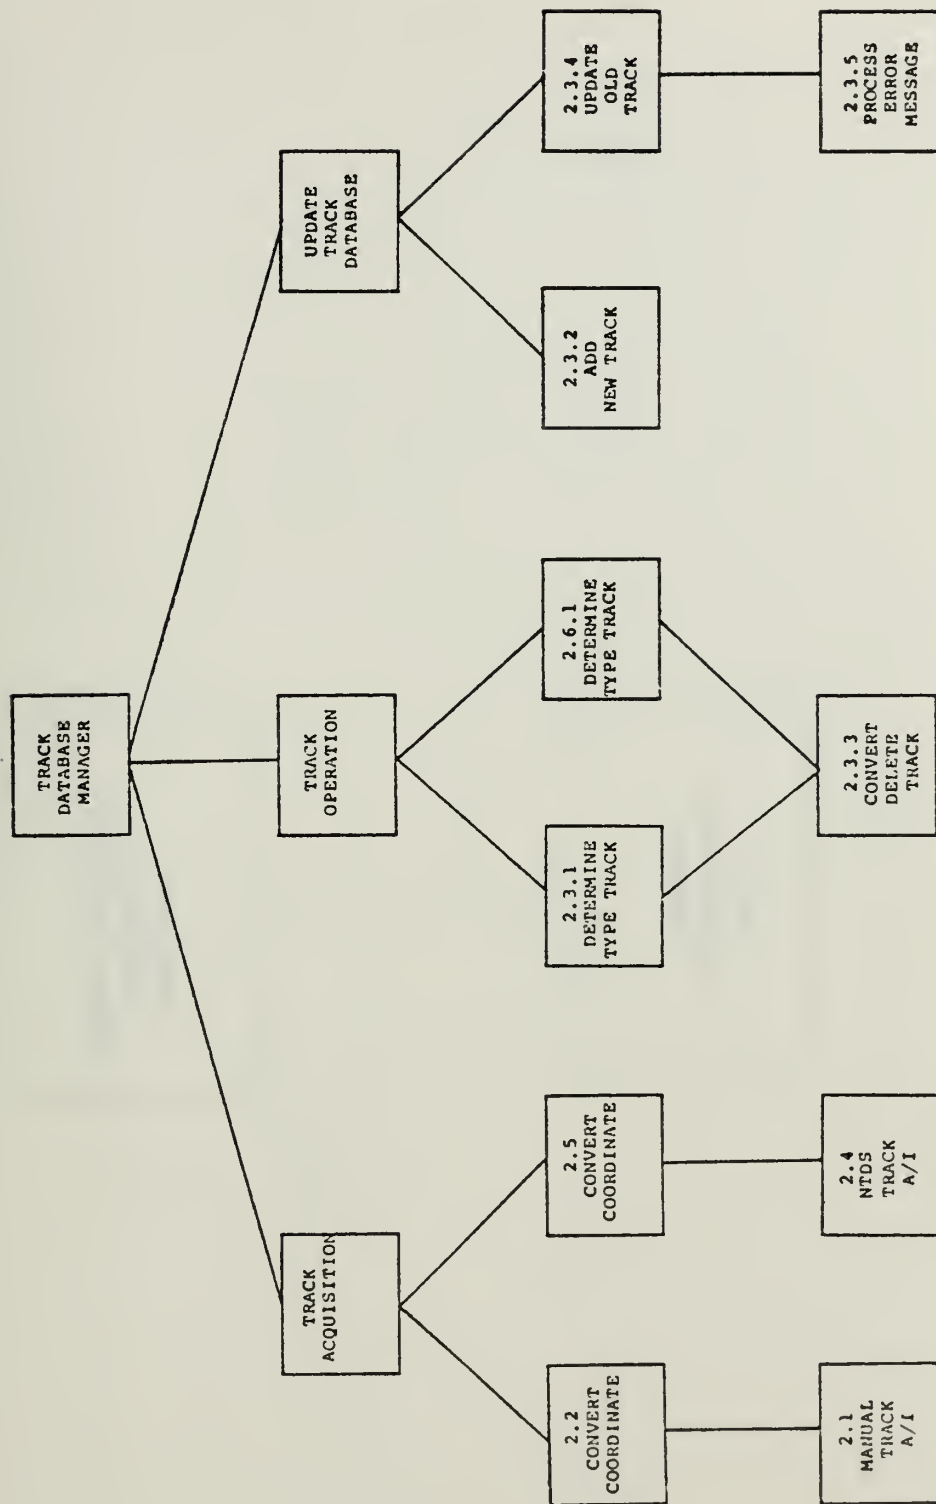 TRACK
DATABASE
MANAGER
TRACK
ACQUISITION
TRACK
OPERATION
UPDATE
TRACK
DATABASE
2.2
CONVERT
COORDINATE
2.5
CONVERT
COORDINATE
2.3.1
DETERMINE
TYPE TRACK
2.6.1
DETERMINE
TYPE TRACK
2.3.2
ADD
NEW TRACK
2.3.4
UPDATE
OLD
TRACK
2.1
MANUAL
TRACK
A/I
2.4
NTDS
TRACK
A/I
2.3.3
CONVERT
DELETE
TRACK
2.3.5
PROCESS
ERROR
MESSAGE